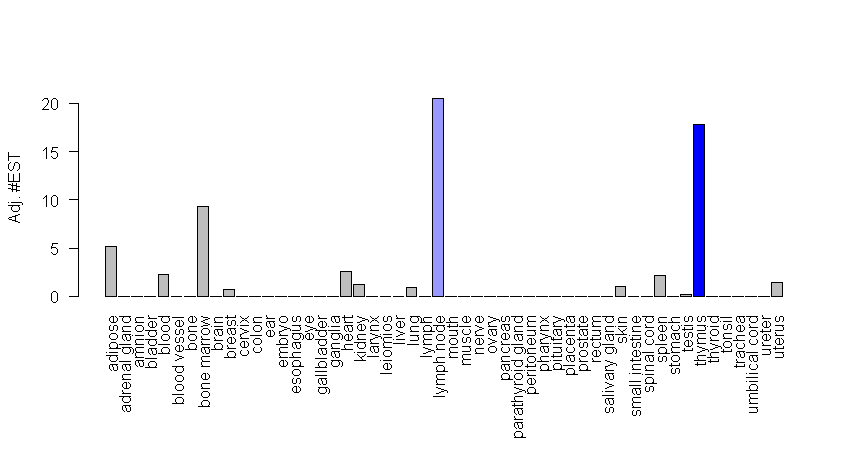 Adj. #EST
20
15
10
5
0
adipose
adrenal gland
amnion
bladder
blood
blood vessel
bone
bone marrow
brain
breast
cervix
colon
ear
embryo
esophagus
eye
gallbladder
ganglia
heart
kidney
larynx
leiomios
liver
lung
lymph
lymph node
mouth
muscle
nerve
ovary
pancreas
parathyroid gland
peritoneum
pharynx
pituitary
placenta
prostate
rectum
salivary gland
skin
small intestine
spinal cord
spleen
stomach
testis
thymus
thyroid
tonsil
trachea
umbilical cord
ureter
uterus